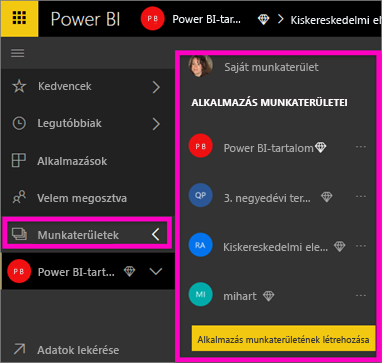 Power BI
PB Power BI-tar...
Kiskereskedelmi ele
Kedvencek
Legutóbbiak
Alkalmazások
Velem megosztva
Munkaterületek
PB Power BI-tart...
Adatok lekérése
Saját munkaterület
ALKALMAZÁS MUNKATERÜLETEI
PB Power BI-tartalom ...
QP 3. negyedévi ter... ...
RA Kiskereskedelmi ele... ...
MI mihart ...
Alkalmazás munkaterületének létrehozása